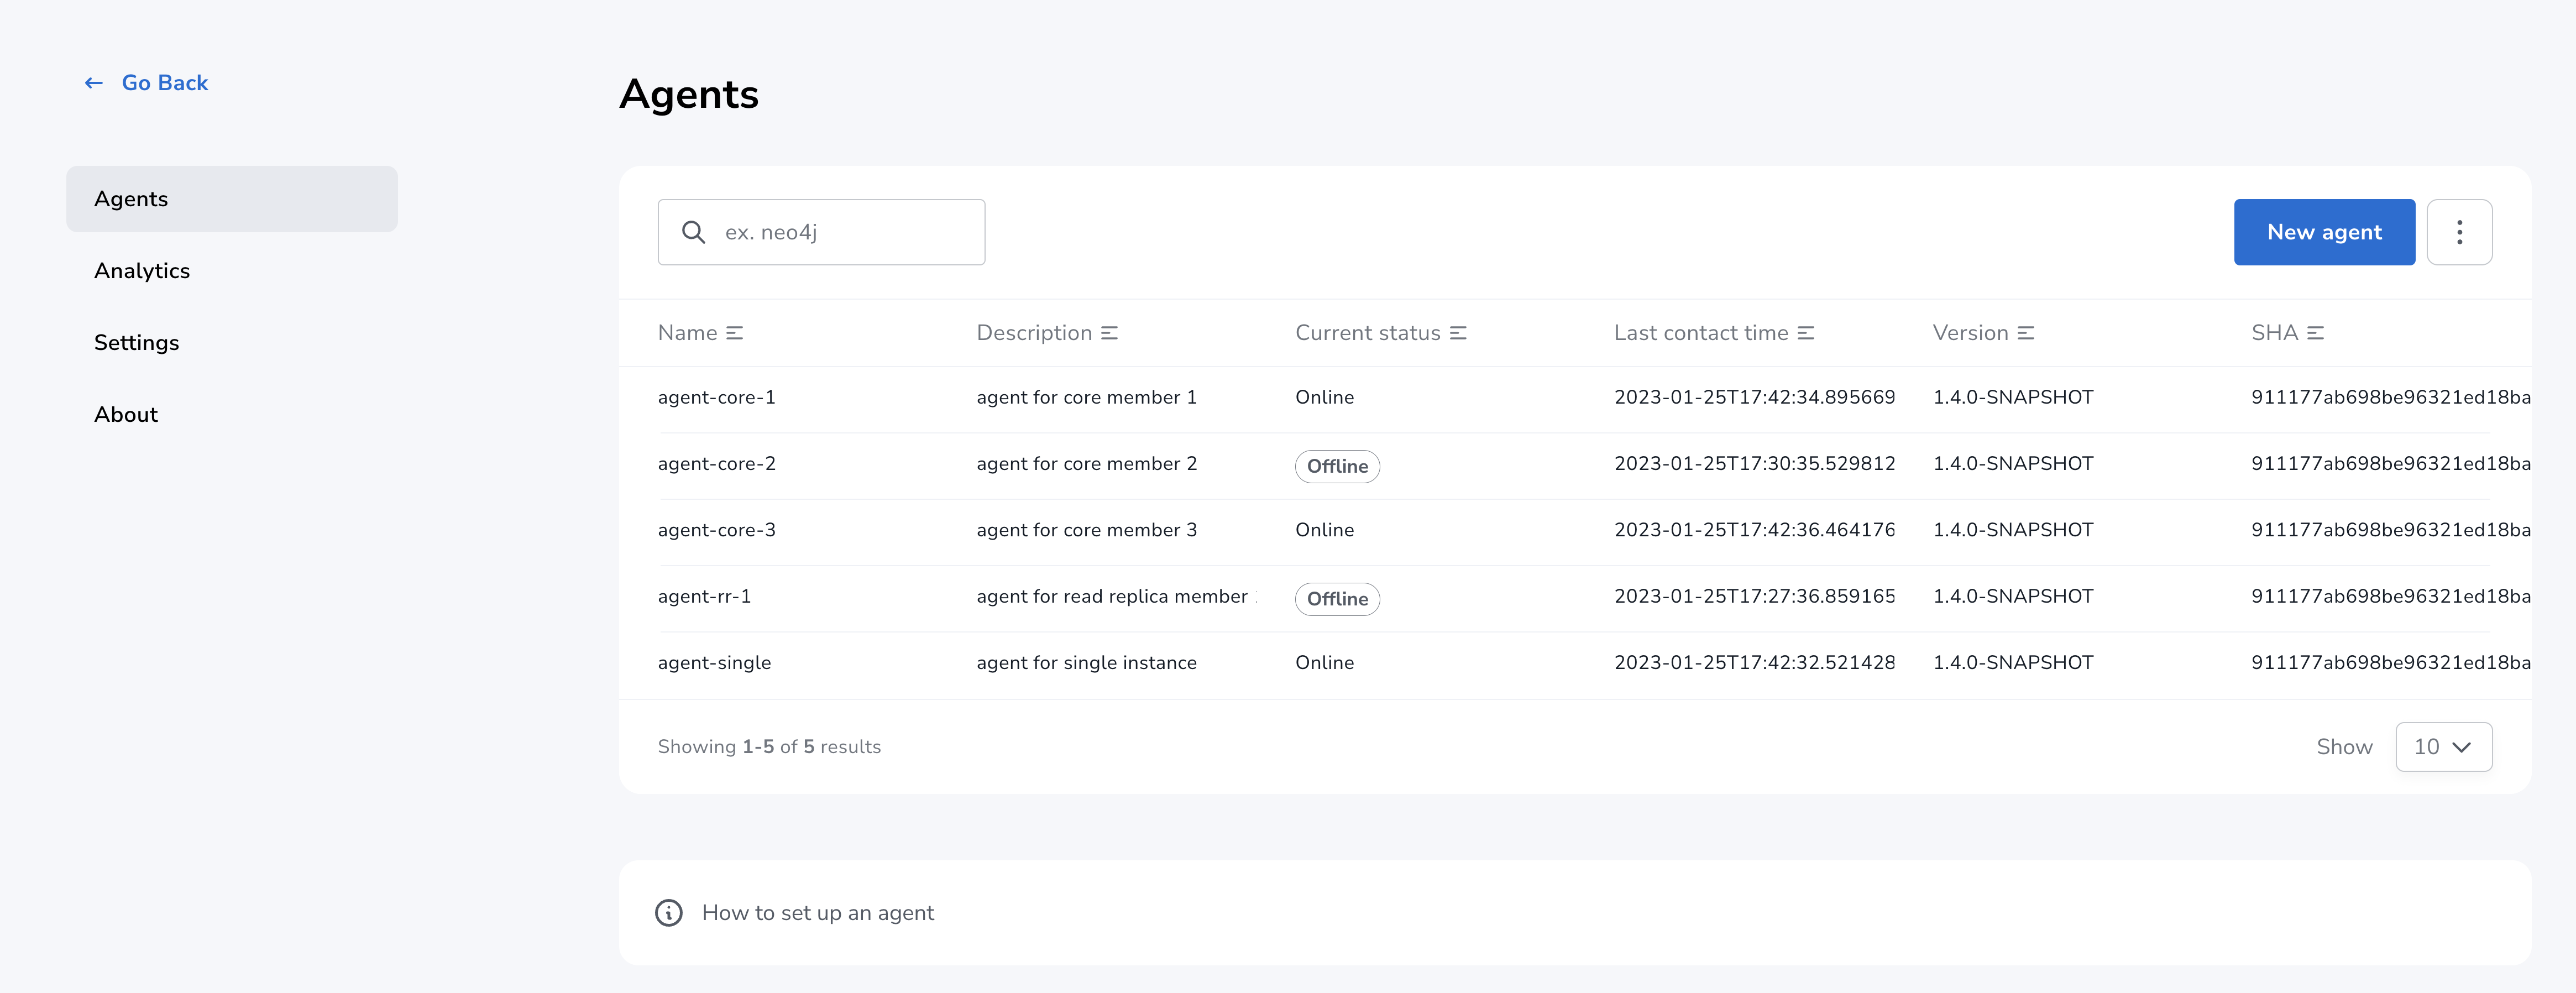 Go Back
Agents
Analytics
Settings
About
Agents
ex. neo4j
New agent
Name Description Current status Last contact time Version SHA
agent-core-1 agent for core member 1 Online 2023-01-25T17:42:34.895669 1.4.0-SNAPSHOT 911177ab698be96321ed18ba
agent-core-2 agent for core member 2 Offline 2023-01-25T17:30:35.529812 1.4.0-SNAPSHOT 911177ab698be96321ed18ba
agent-core-3 agent for core member 3 Online 2023-01-25T17:42:36.464176 1.4.0-SNAPSHOT 911177ab698be96321ed18ba
agent-rr-1 agent for read replica member Offline 2023-01-25T17:27:36.859165 1.4.0-SNAPSHOT 911177ab698be96321ed18ba
agent-single agent for single instance Online 2023-01-25T17:42:32.521428 1.4.0-SNAPSHOT 911177ab698be96321ed18ba
Showing 1-5 of 5 results
Show 10
How to set up an agent